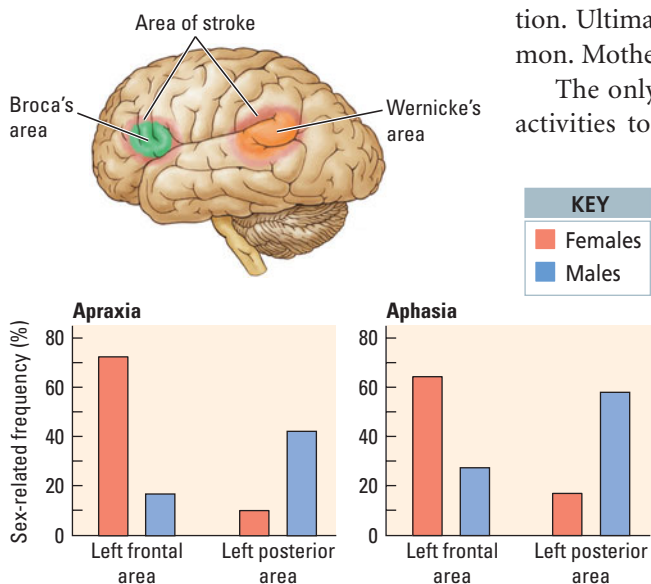 tion. Ultima
mon. Mothe
The only
activities to
Area of stroke
Broca's
area
Wernicke's
area
KEY
Females
Males
Apraxia
Sex-related frequency (%)
80
60
40
20
0
Left frontal
area
Left posterior
area
Aphasia
80
60
40
20
0
Left frontal
area
Left posterior
area